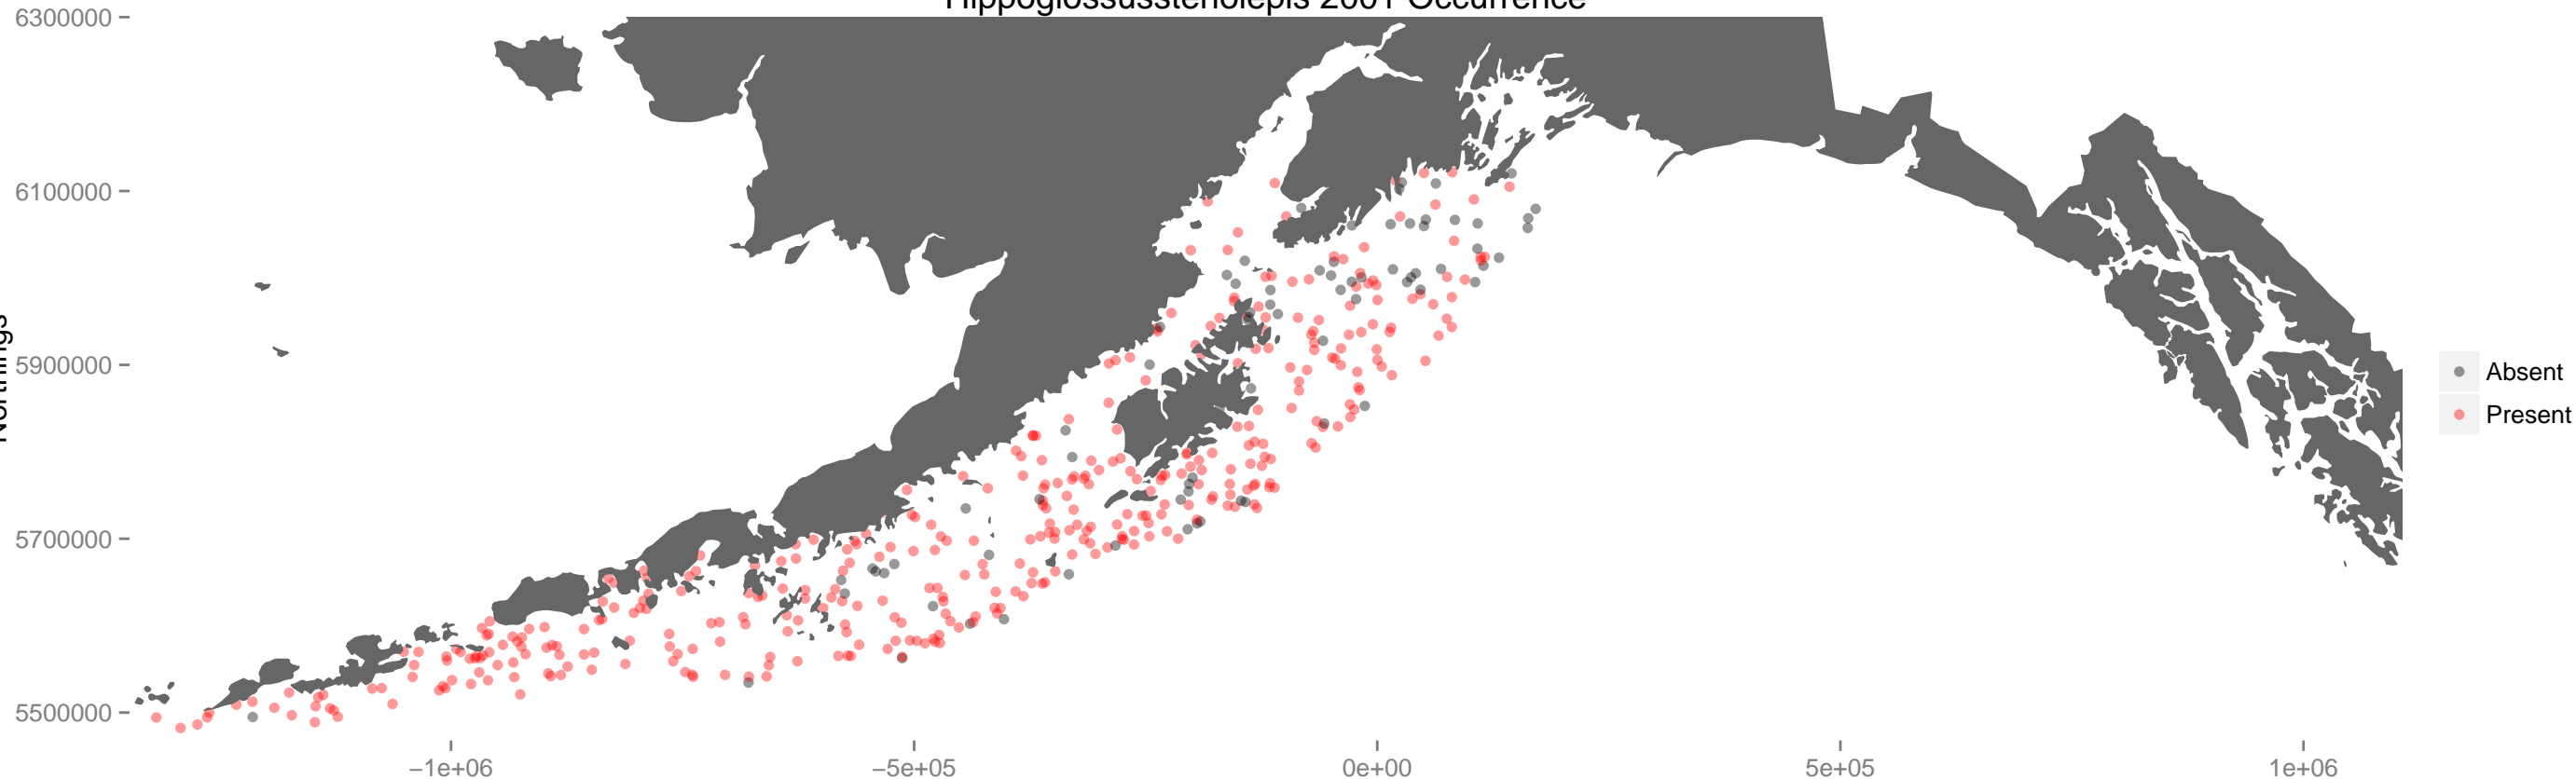 Hippoglossusstenolepis 2001 Occurrence
6300000
6100000
5900000
5700000
5500000
Northings
−1e+06
−5e+05
0e+00
5e+05
1e+06
Absent
Present